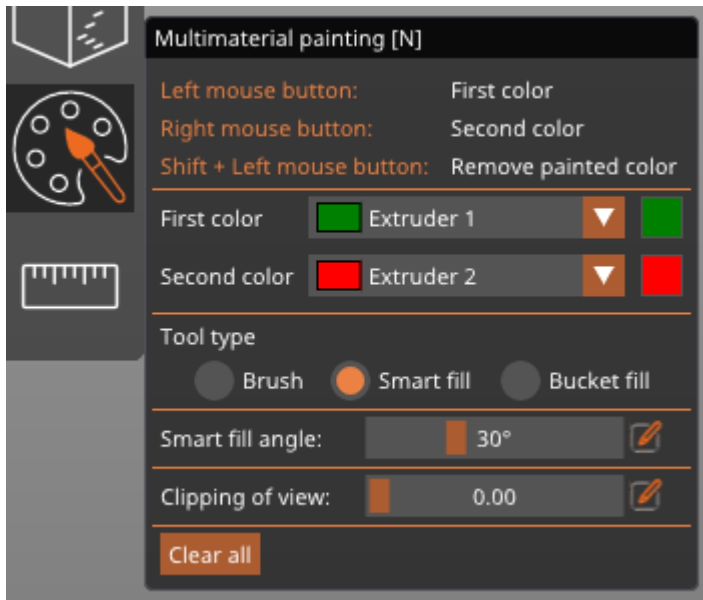 Multimaterial painting [N]
Left mouse button: First color
Right mouse button: Second color
Shift + Left mouse button: Remove painted color
First color Extruder 1
Second color Extruder 2
Tool type
Brush Smart fill Bucket fill
Smart fill angle: 30°
Clipping of view: 0.00
Clear all